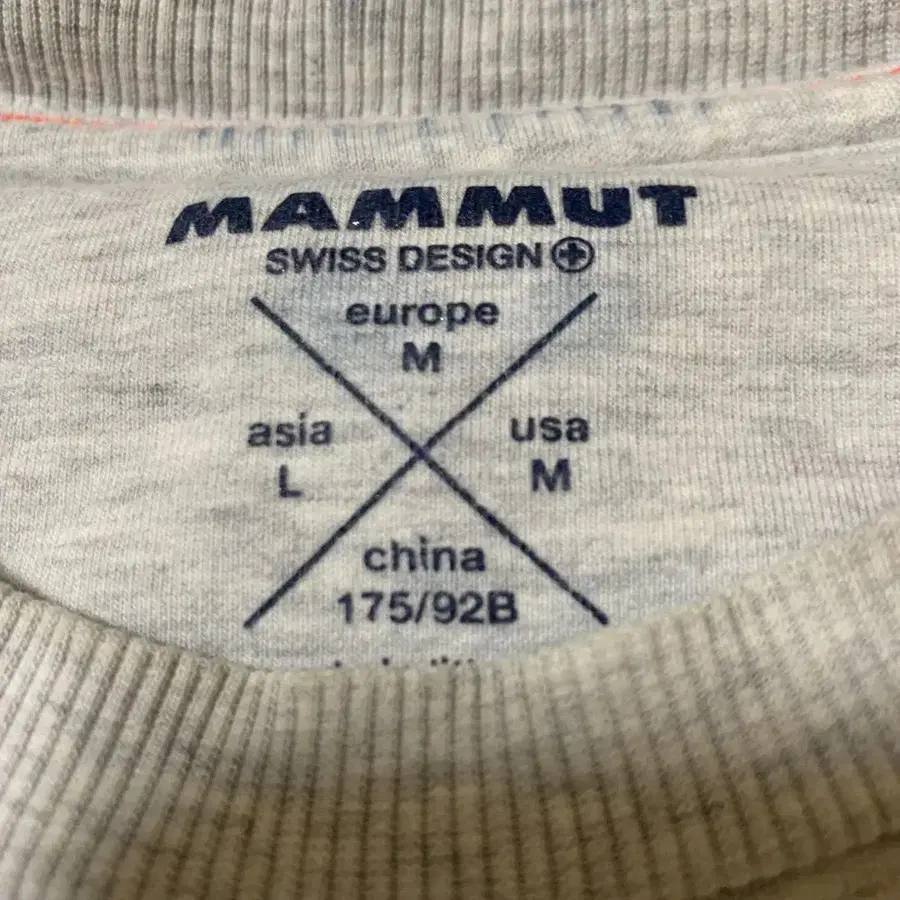 MAMMUT
SWISS DESIGN
europe
M
asia
L
usa
M
china
175/92B